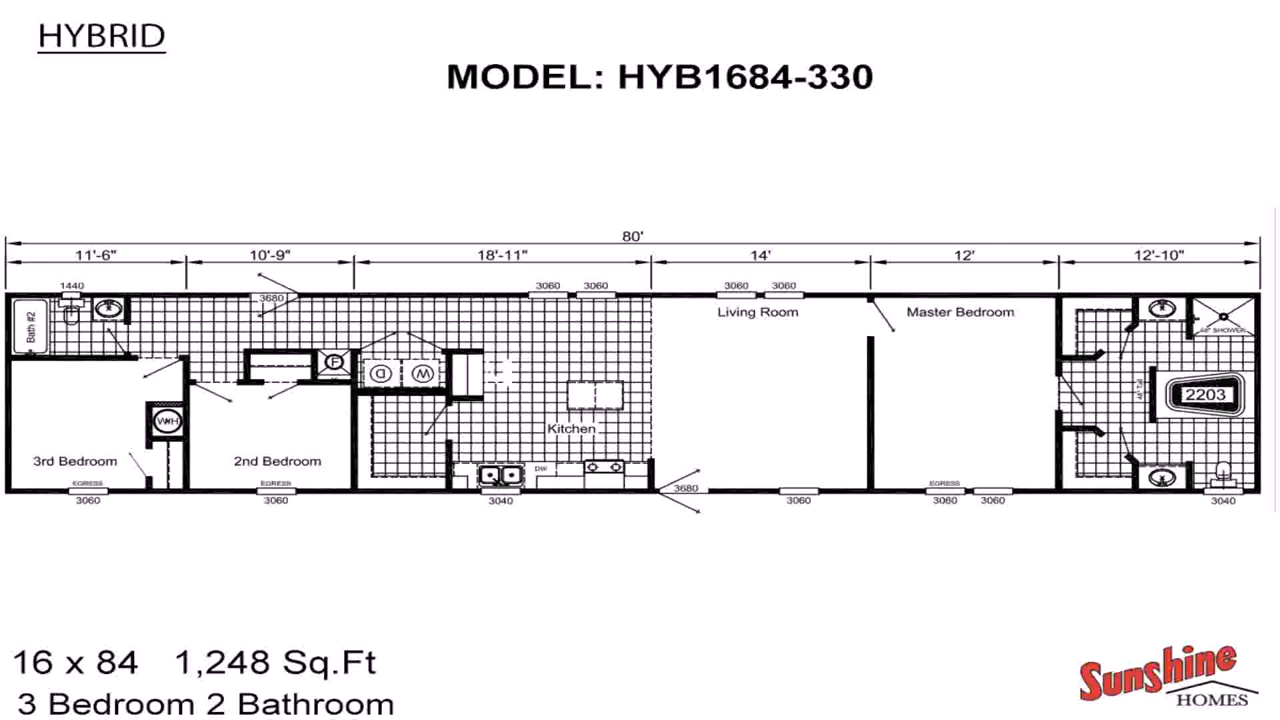 HYBRID
MODEL: HYB1684-330
80'
11'-6" 10'-9" 18'-11" 14' 12' 12'-10"
1440 3680 3060 3060 3060 3060
Bath #2 Living Room Master Bedroom 48" SHOWER
F
D W
48" Tall 2203
WH Kitchen
3rd Bedroom 2nd Bedroom DW
EGRESS EGRESS 3680 EGRESS
3060 3060 3040 3060 3060 3060 3040
16 x 84 1,248 Sq.Ft
3 Bedroom 2 Bathroom
Sunshine
HOMES